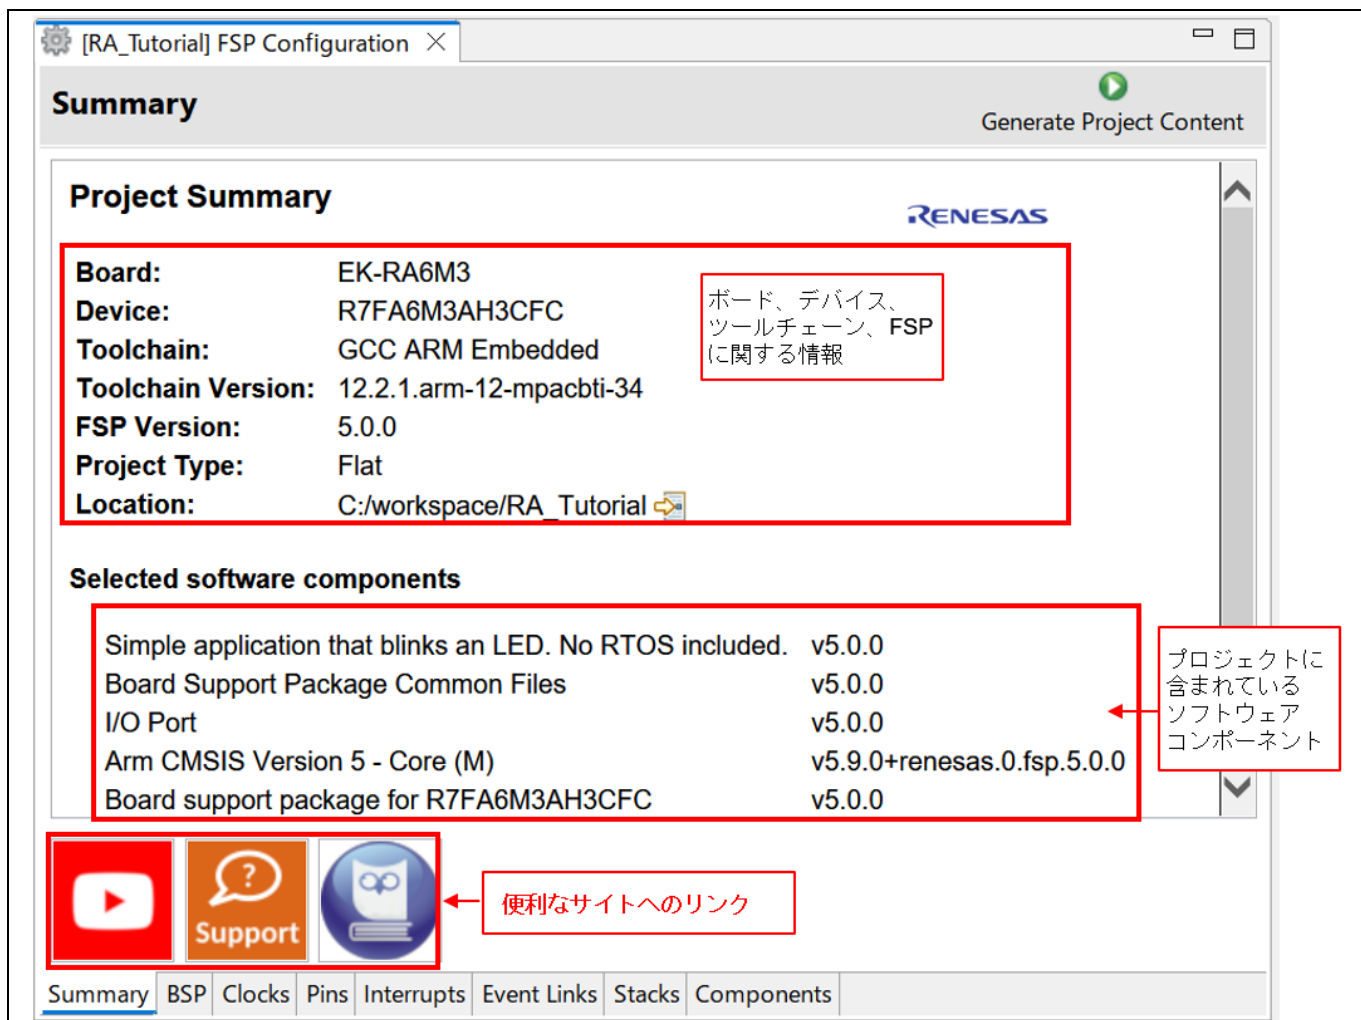 [RA_Tutorial] FSP Configuration
Summary
Generate Project Content
Project Summary
RENESAS
Board: EK-RA6M3
Device: R7FA6M3AH3CFC
Toolchain: GCC ARM Embedded
Toolchain Version: 12.2.1.arm-12-mpacbti-34
FSP Version: 5.0.0
Project Type: Flat
Location: C:/workspace/RA_Tutorial
ボード、デバイス、
ツールチェーン、FSP
に関する情報
Selected software components
Simple application that blinks an LED. No RTOS included. v5.0.0
Board Support Package Common Files v5.0.0
I/O Port v5.0.0
Arm CMSIS Version 5 - Core (M) v5.9.0+renesas.0.fsp.5.0.0
Board support package for R7FA6M3AH3CFC v5.0.0
プロジェクトに
含まれている
ソフトウェア
コンポーネント
?
Support
便利なサイトへのリンク
Summary BSP Clocks Pins Interrupts Event Links Stacks Components